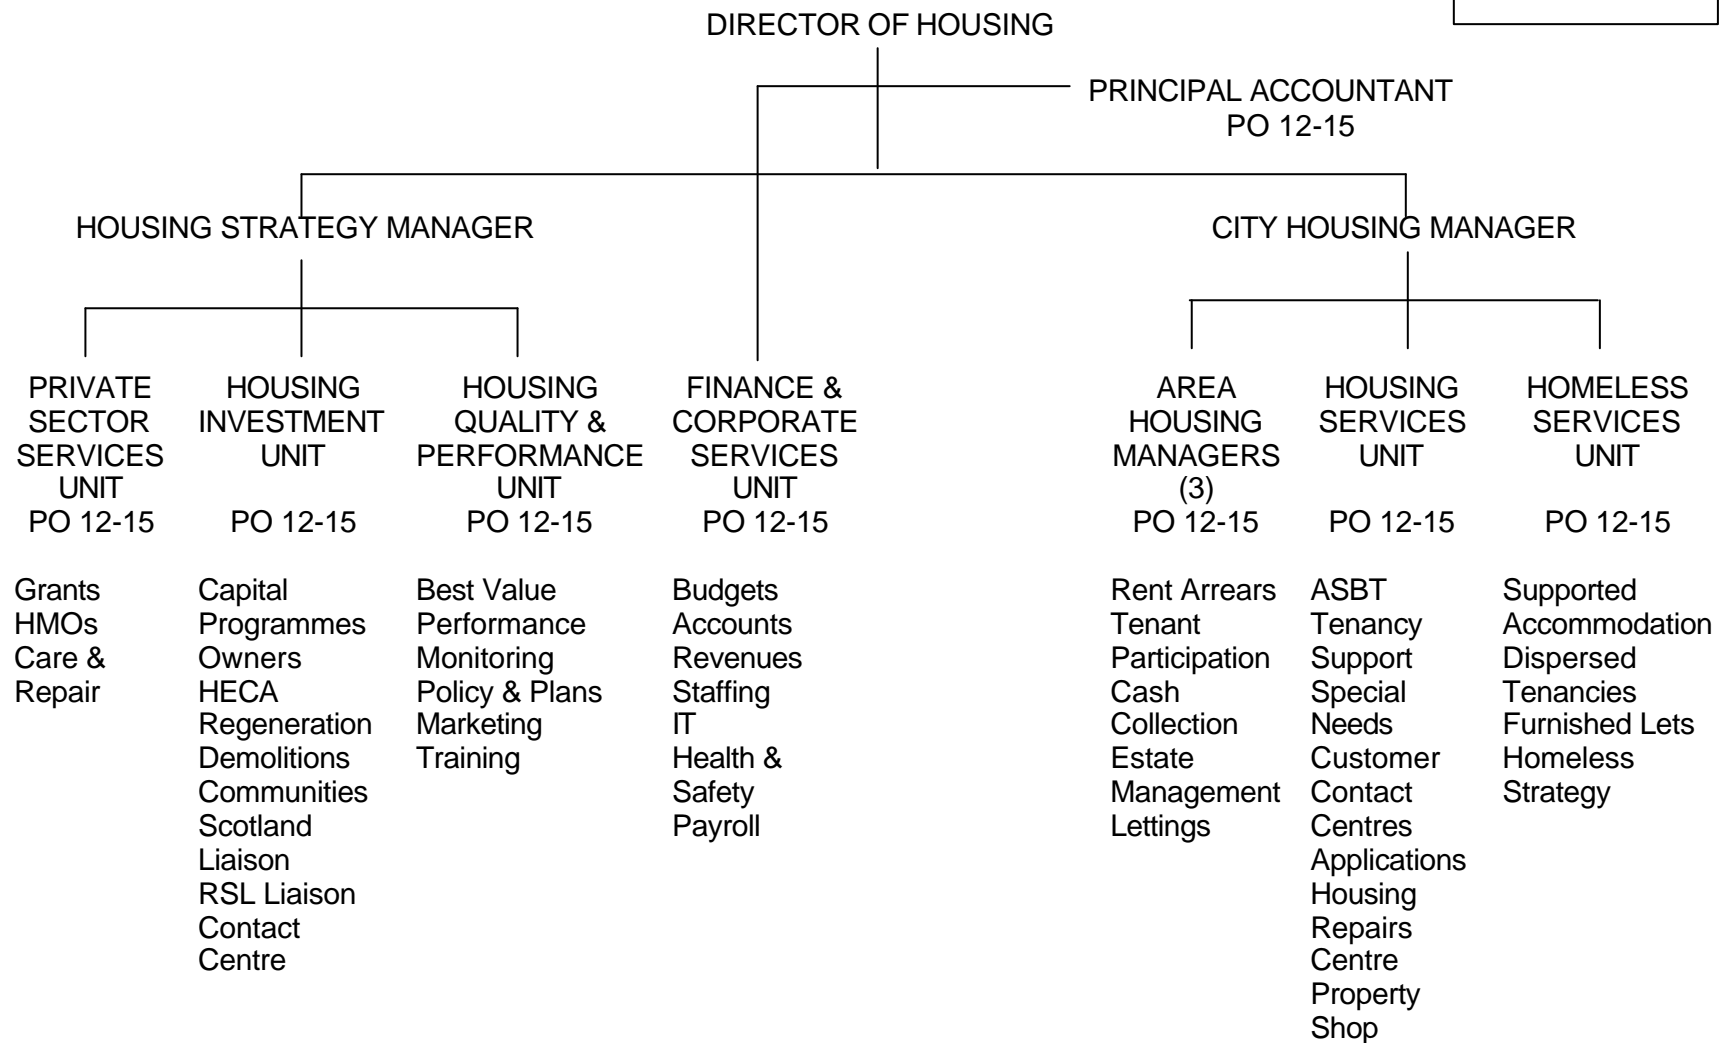 DIRECTOR OF HOUSING
PRINCIPAL ACCOUNTANT
PO 12-15
HOUSING STRATEGY MANAGER
CITY HOUSING MANAGER
PRIVATE
SECTOR
SERVICES
UNIT
PO 12-15
Grants
HMOs
Care &
Repair
HOUSING
INVESTMENT
UNIT
PO 12-15
Capital
Programmes
Owners
HECA
Regeneration
Demolitions
Communities
Scotland
Liaison
RSL Liaison
Contact
Centre
HOUSING
QUALITY &
PERFORMANCE
UNIT
PO 12-15
Best Value
Performance
Monitoring
Policy & Plans
Marketing
Training
FINANCE &
CORPORATE
SERVICES
UNIT
PO 12-15
Budgets
Accounts
Revenues
Staffing
IT
Health &
Safety
Payroll
AREA
HOUSING
MANAGERS
(3)
PO 12-15
Rent Arrears
Tenant
Participation
Cash
Collection
Estate
Management
Lettings
HOUSING
SERVICES
UNIT
PO 12-15
ASBT
Tenancy
Support
Special
Needs
Customer
Contact
Centres
Applications
Housing
Repairs
Centre
Property
Shop
HOMELESS
SERVICES
UNIT
PO 12-15
Supported
Accommodation
Dispersed
Tenancies
Furnished Lets
Homeless
Strategy